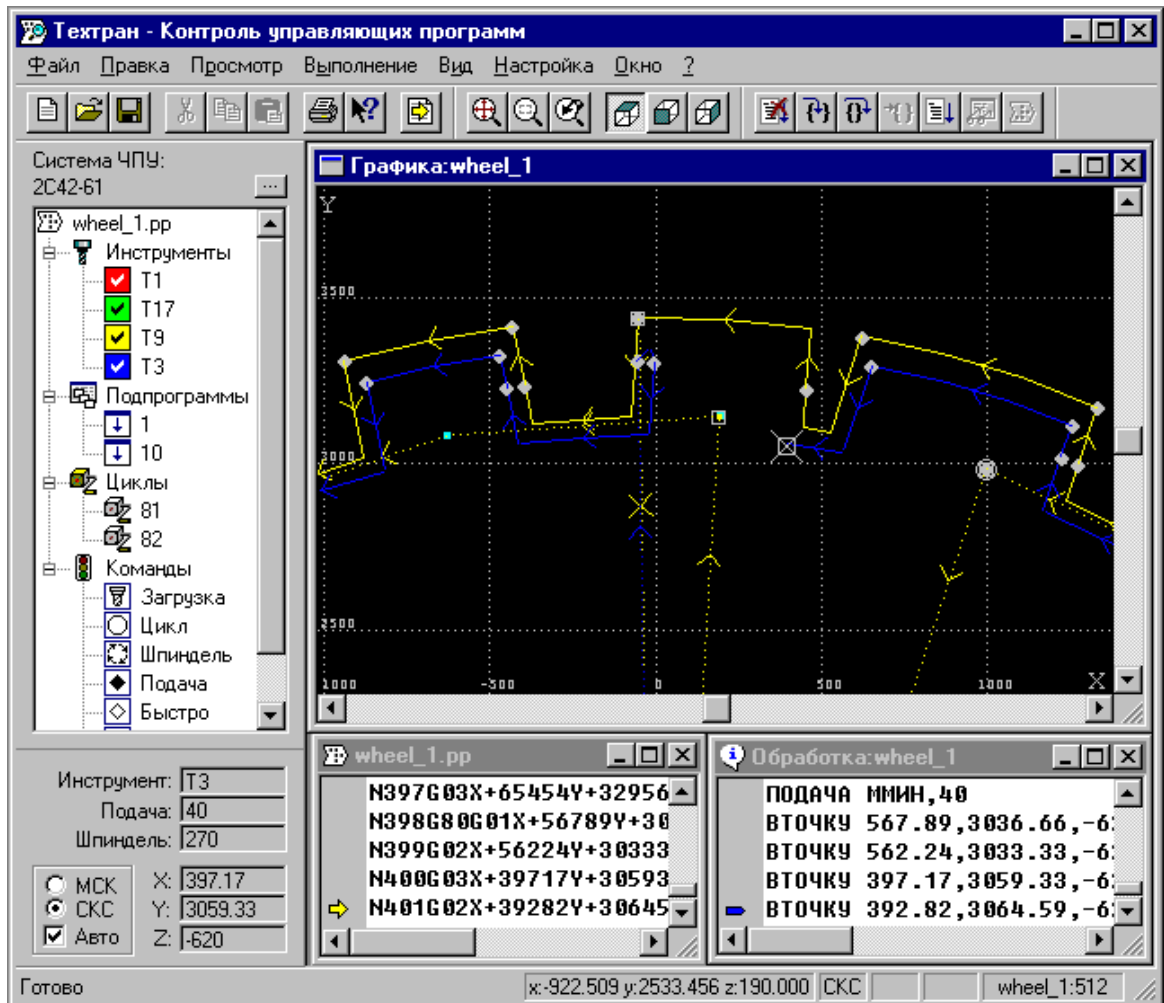 Техтран - Контроль управляющих программ
Файл Правка Просмотр Выполнение Вид Настройка Окно ?
Система ЧПУ:
2С42-61
...
wheel_1.pp
Инструменты
T1
T17
T9
T3
Подпрограммы
1
10
Циклы
81
82
Команды
Загрузка
Цикл
Шпиндель
Подача
Быстро
Инструмент: T3
Подача: 40
Шпиндель: 270
МСК
СКС
Авто
X: 397.17
Y: 3059.33
Z: -620
Графика:wheel_1
Y
3500
3000
2500
1000 -500 0 500 1000 X
wheel_1.pp
N397G03X+65454Y+32956
N398G80G01X+56789Y+30
N399G02X+56224Y+30333
N400G03X+39717Y+30593
N401G02X+39282Y+30645
Обработка:wheel_1
ПОДАЧА ММИН,40
ВТОЧКУ 567.89,3036.66,-6
ВТОЧКУ 562.24,3033.33,-6
ВТОЧКУ 397.17,3059.33,-6
ВТОЧКУ 392.82,3064.59,-6
Готово
x:-922.509 y:2533.456 z:190.000 СКС wheel_1:512